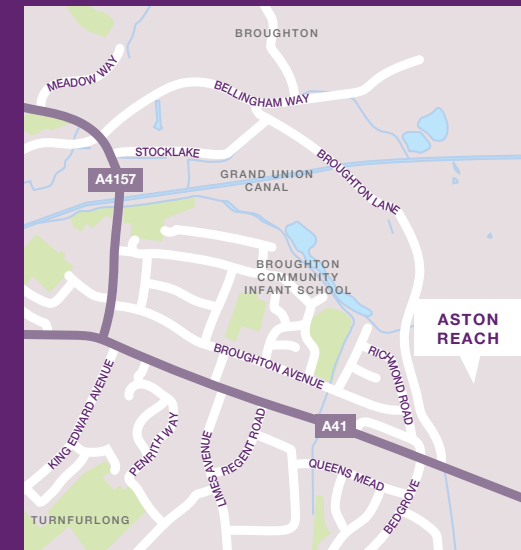 BROUGHTON
MEADOW WAY
BELLINGHAM WAY
STOCKLAKE
BROUGHTON LANE
A4157
GRAND UNION
CANAL
BROUGHTON
COMMUNITY
INFANT SCHOOL
ASTON
REACH
BROUGHTON AVENUE
RICHMOND ROAD
KING EDWARD AVENUE
PENRITH WAY
LIMES AVENUE
REGENT ROAD
A41
QUEENS MEAD
BEDGROVE
TURNFURLONG